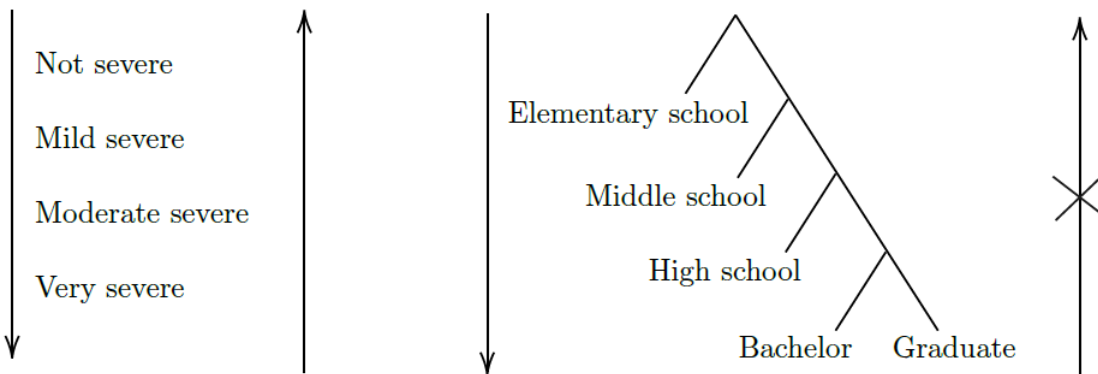 Not severe
Mild severe
Moderate severe
Very severe
Elementary school
Middle school
High school
Bachelor
Graduate